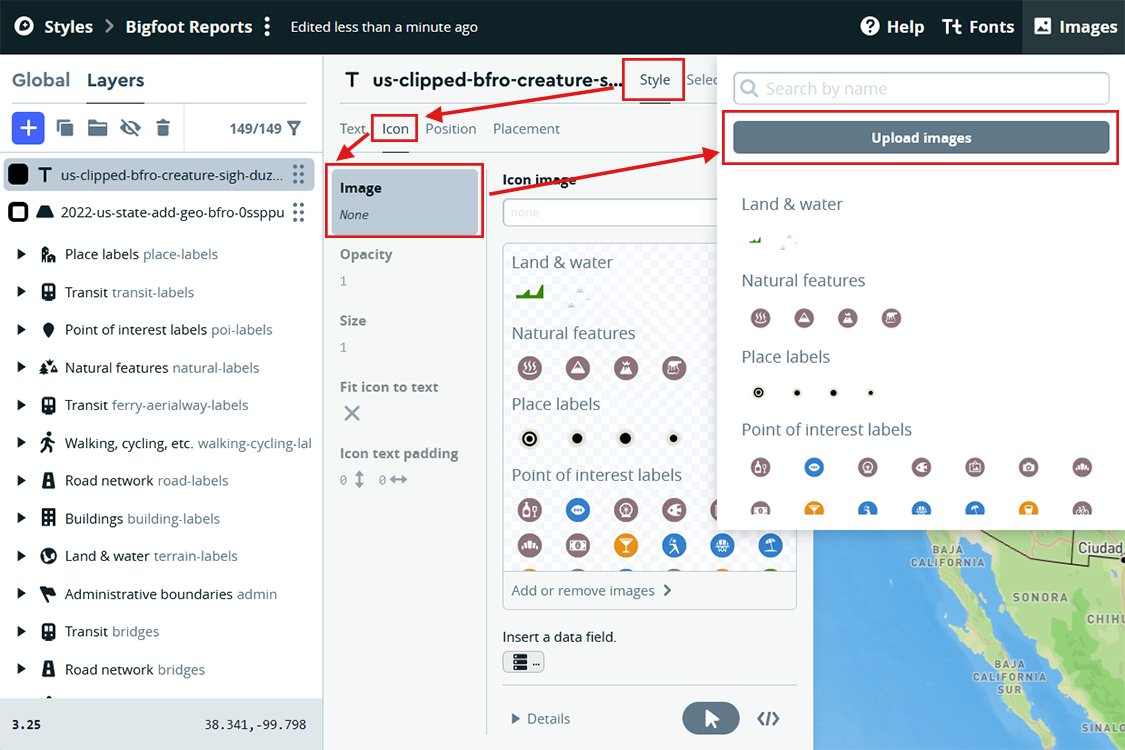 Styles
Bigfoot Reports
Edited less than a minute ago
Help
Tt Fonts
Images
Global
Layers
149/149
T us-clipped-bfro-creature-sigh-duz...
2022-us-state-add-geo-bfro-0ssppu
Place labels place-labels
Transit transit-labels
Point of interest labels poi-labels
Natural features natural-labels
Transit ferry-aerialway-labels
Walking, cycling, etc. walking-cycling-lal
Road network road-labels
Buildings building-labels
Land & water terrain-labels
Administrative boundaries admin
Transit bridges
Road network bridges
3.25
38.341,-99.798
T us-clipped-bfro-creature-s...
Style
Selec
Text
Icon
Position
Placement
Image
None
Opacity
1
Size
1
Fit icon to text
Icon text padding
0
0
Icon image
none
Land & water
Natural features
Place labels
Point of interest labels
Add or remove images
Insert a data field.
...
Details
Search by name
Upload images
Land & water
Natural features
Place labels
Point of interest labels
BAJA
CALIFORNIA
Ciudad
SONORA
CHIHU
BAJA
CALIFORNIA
SUR
SINALO